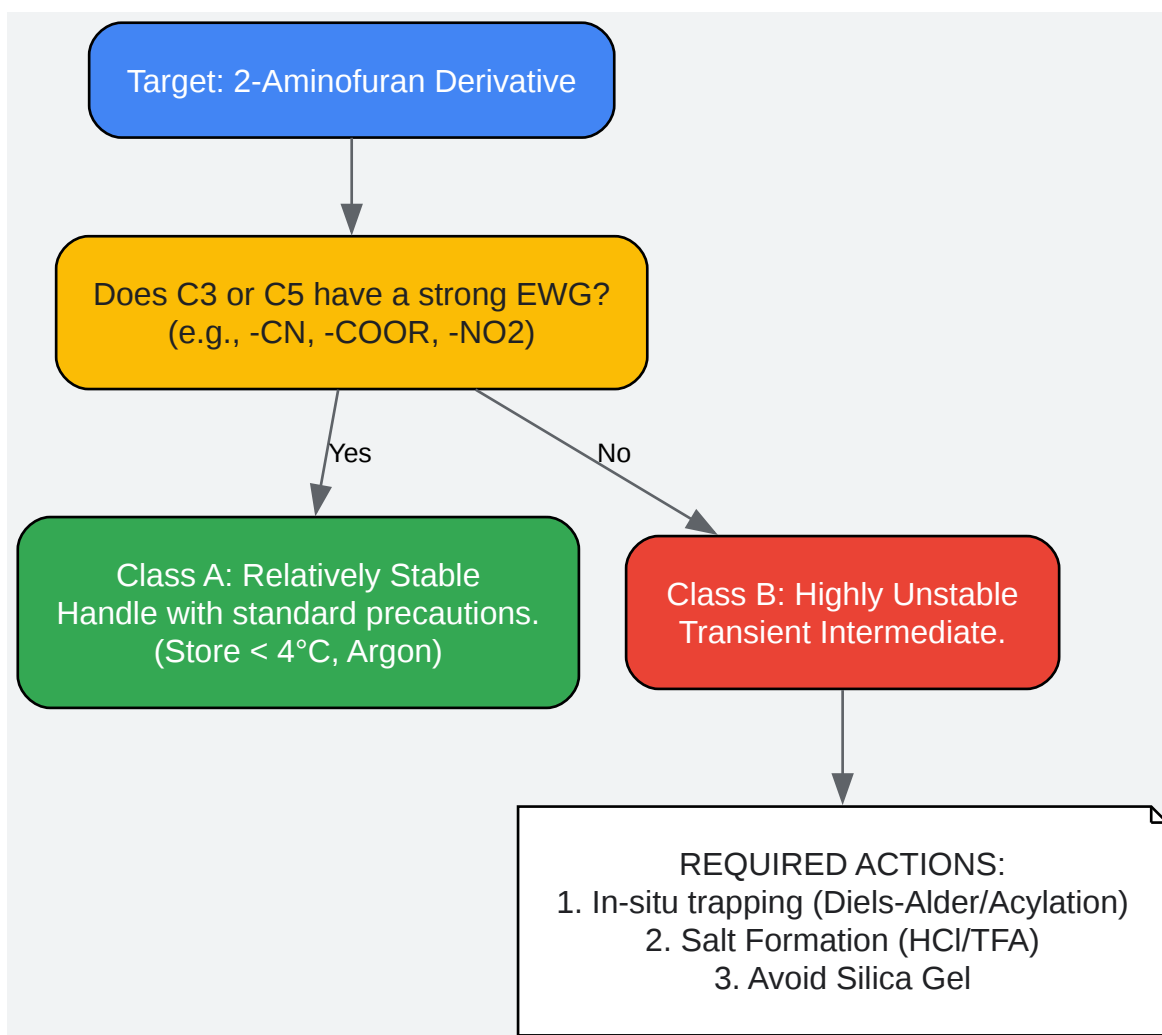 Target: 2-Aminofuran Derivative
Does C3 or C5 have a strong EWG?
(e.g., -CN, -COOR, -NO2)
Yes
No
Class A: Relatively Stable
Handle with standard precautions.
(Store < 4°C, Argon)
Class B: Highly Unstable
Transient Intermediate.
REQUIRED ACTIONS:
1. In-situ trapping (Diels-Alder/Acylation)
2. Salt Formation (HCl/TFA)
3. Avoid Silica Gel